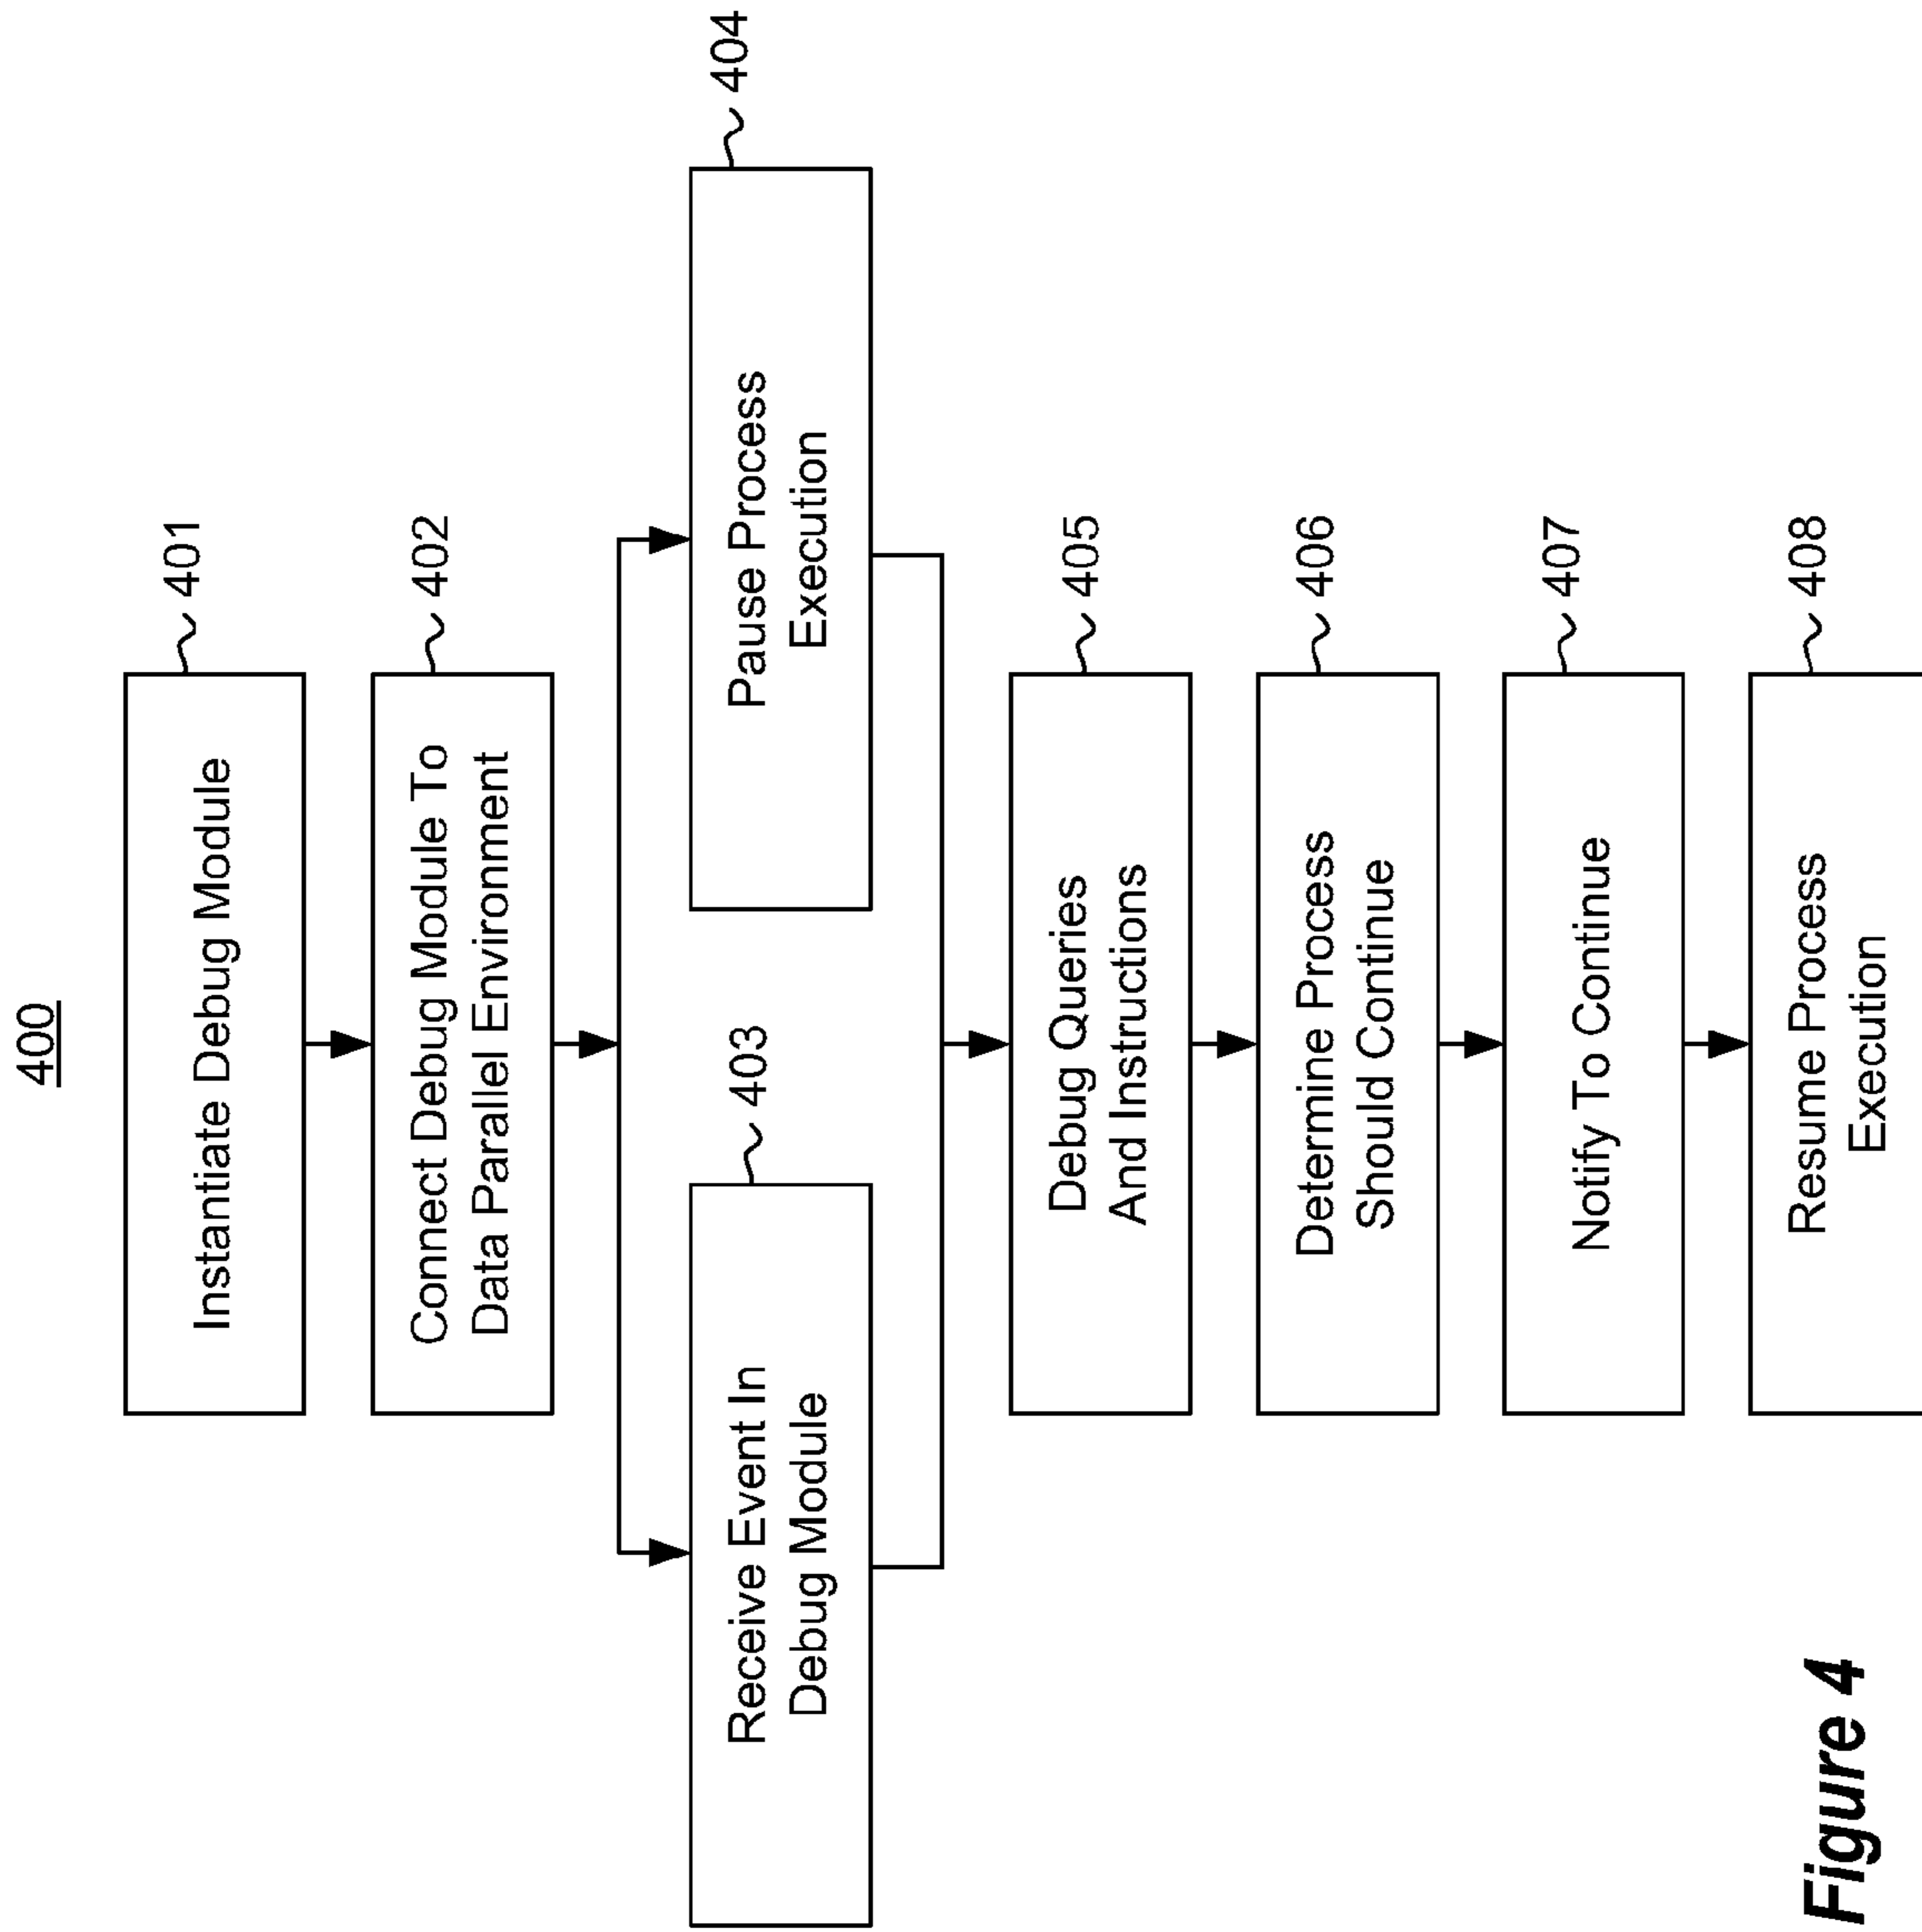 400
Instantiate Debug Module
401
Connect Debug Module To
Data Parallel Environment
402
Receive Event In
Debug Module
403
Pause Process
Execution
404
Debug Queries
And Instructions
405
Determine Process
Should Continue
406
Notify To Continue
407
Resume Process
Execution
408
Figure 4